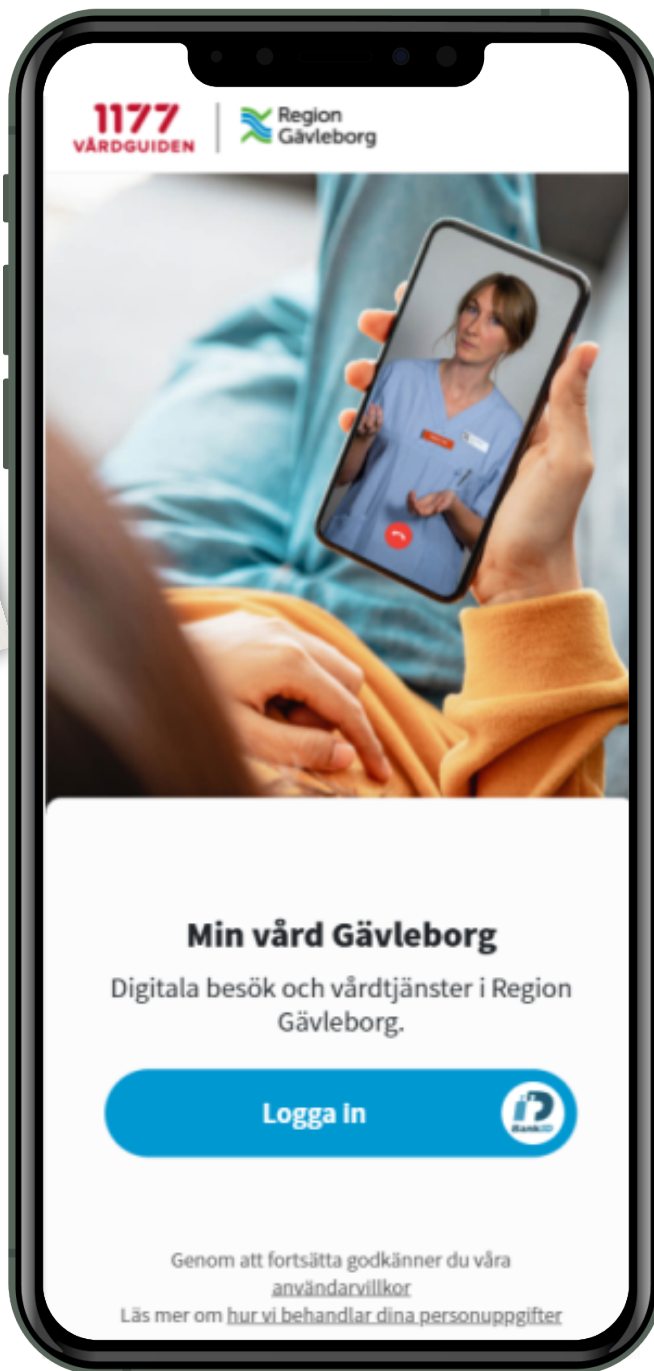 1177
VÅRDGUIDEN
Region
Gävleborg
Min vård Gävleborg
Digitala besök och vårdtjänster i Region
Gävleborg.
Logga in
BankID
Genom att fortsätta godkänner du våra
användarvillkor
Läs mer om hur vi behandlar dina personuppgifter